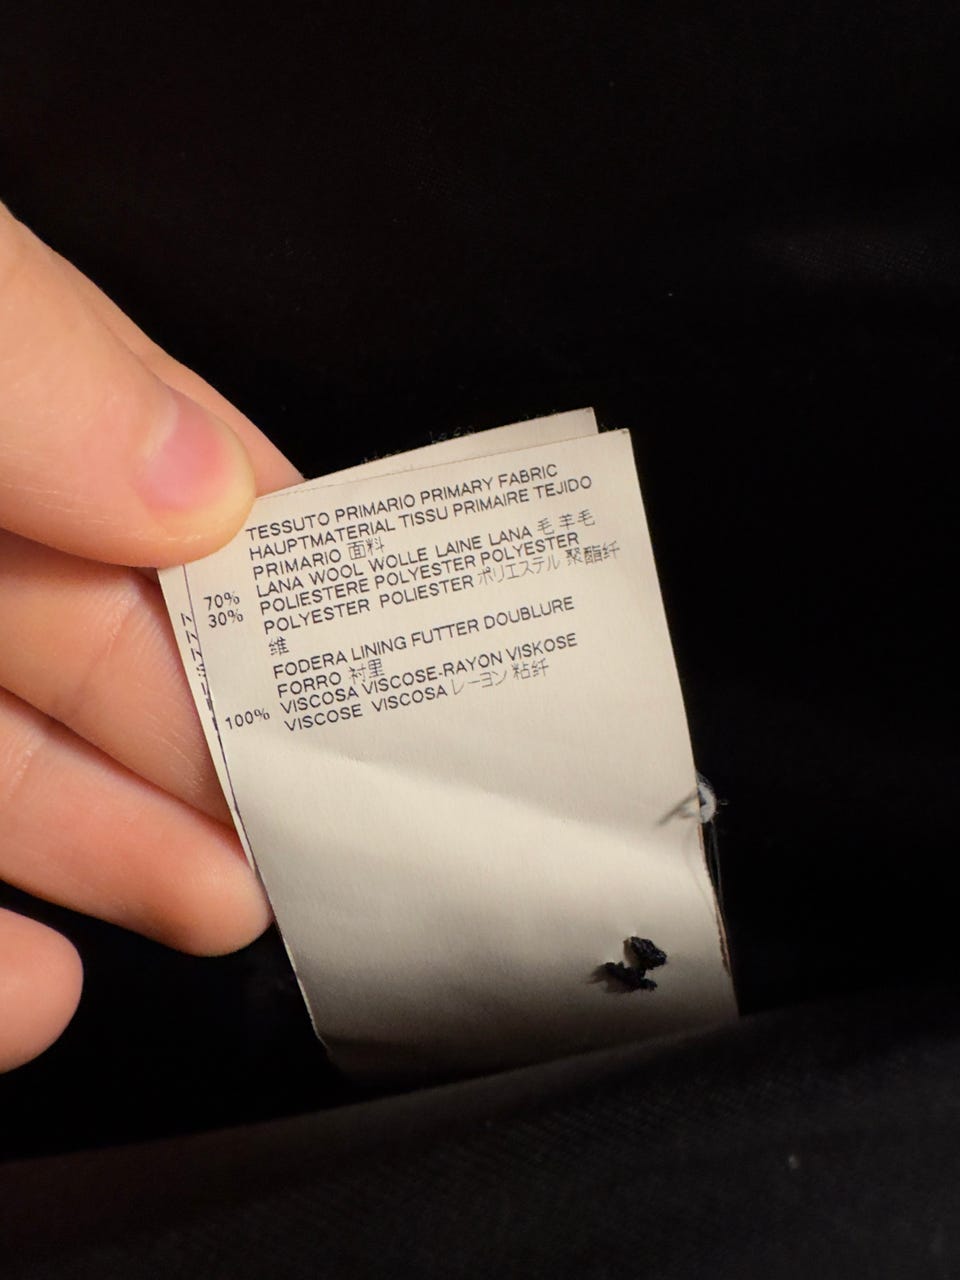 TESSUTO PRIMARIO PRIMARY FABRIC
HAUPTMATERIAL TISSU PRIMAIRE TEJIDO
PRIMARIO 面料
70% LANA WOOL WOLLE LAINE LANA 毛 羊毛
30% POLIESTERE POLYESTER POLYESTER
POLYESTER POLIESTER ポリエステル 聚酯纤
维
FODERA LINING FUTTER DOUBLURE
FORRO 衬里
100% VISCOSA VISCOSE-RAYON VISKOSE
VISCOSE VISCOSA レーヨン 粘纤